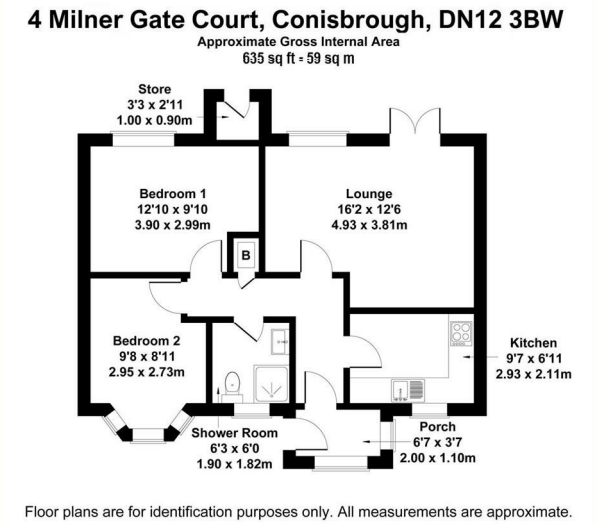 4 Milner Gate Court, Conisbrough, DN12 3BW
Approximate Gross Internal Area
635 sq ft - 59 sq m
Store
3'3 x 2'11
1.00 x 0.90m
Bedroom 1
12'10 x 9'10
3.90 x 2.99m
Lounge
16'2 x 12'6
4.93 x 3.81m
B
Bedroom 2
9'8 x 8'11
2.95 x 2.73m
Kitchen
9'7 x 6'11
2.93 x 2.11m
Shower Room
6'3 x 6'0
1.90 x 1.82m
Porch
6'7 x 3'7
2.00 x 1.10m
Floor plans are for identification purposes only. All measurements are approximate.